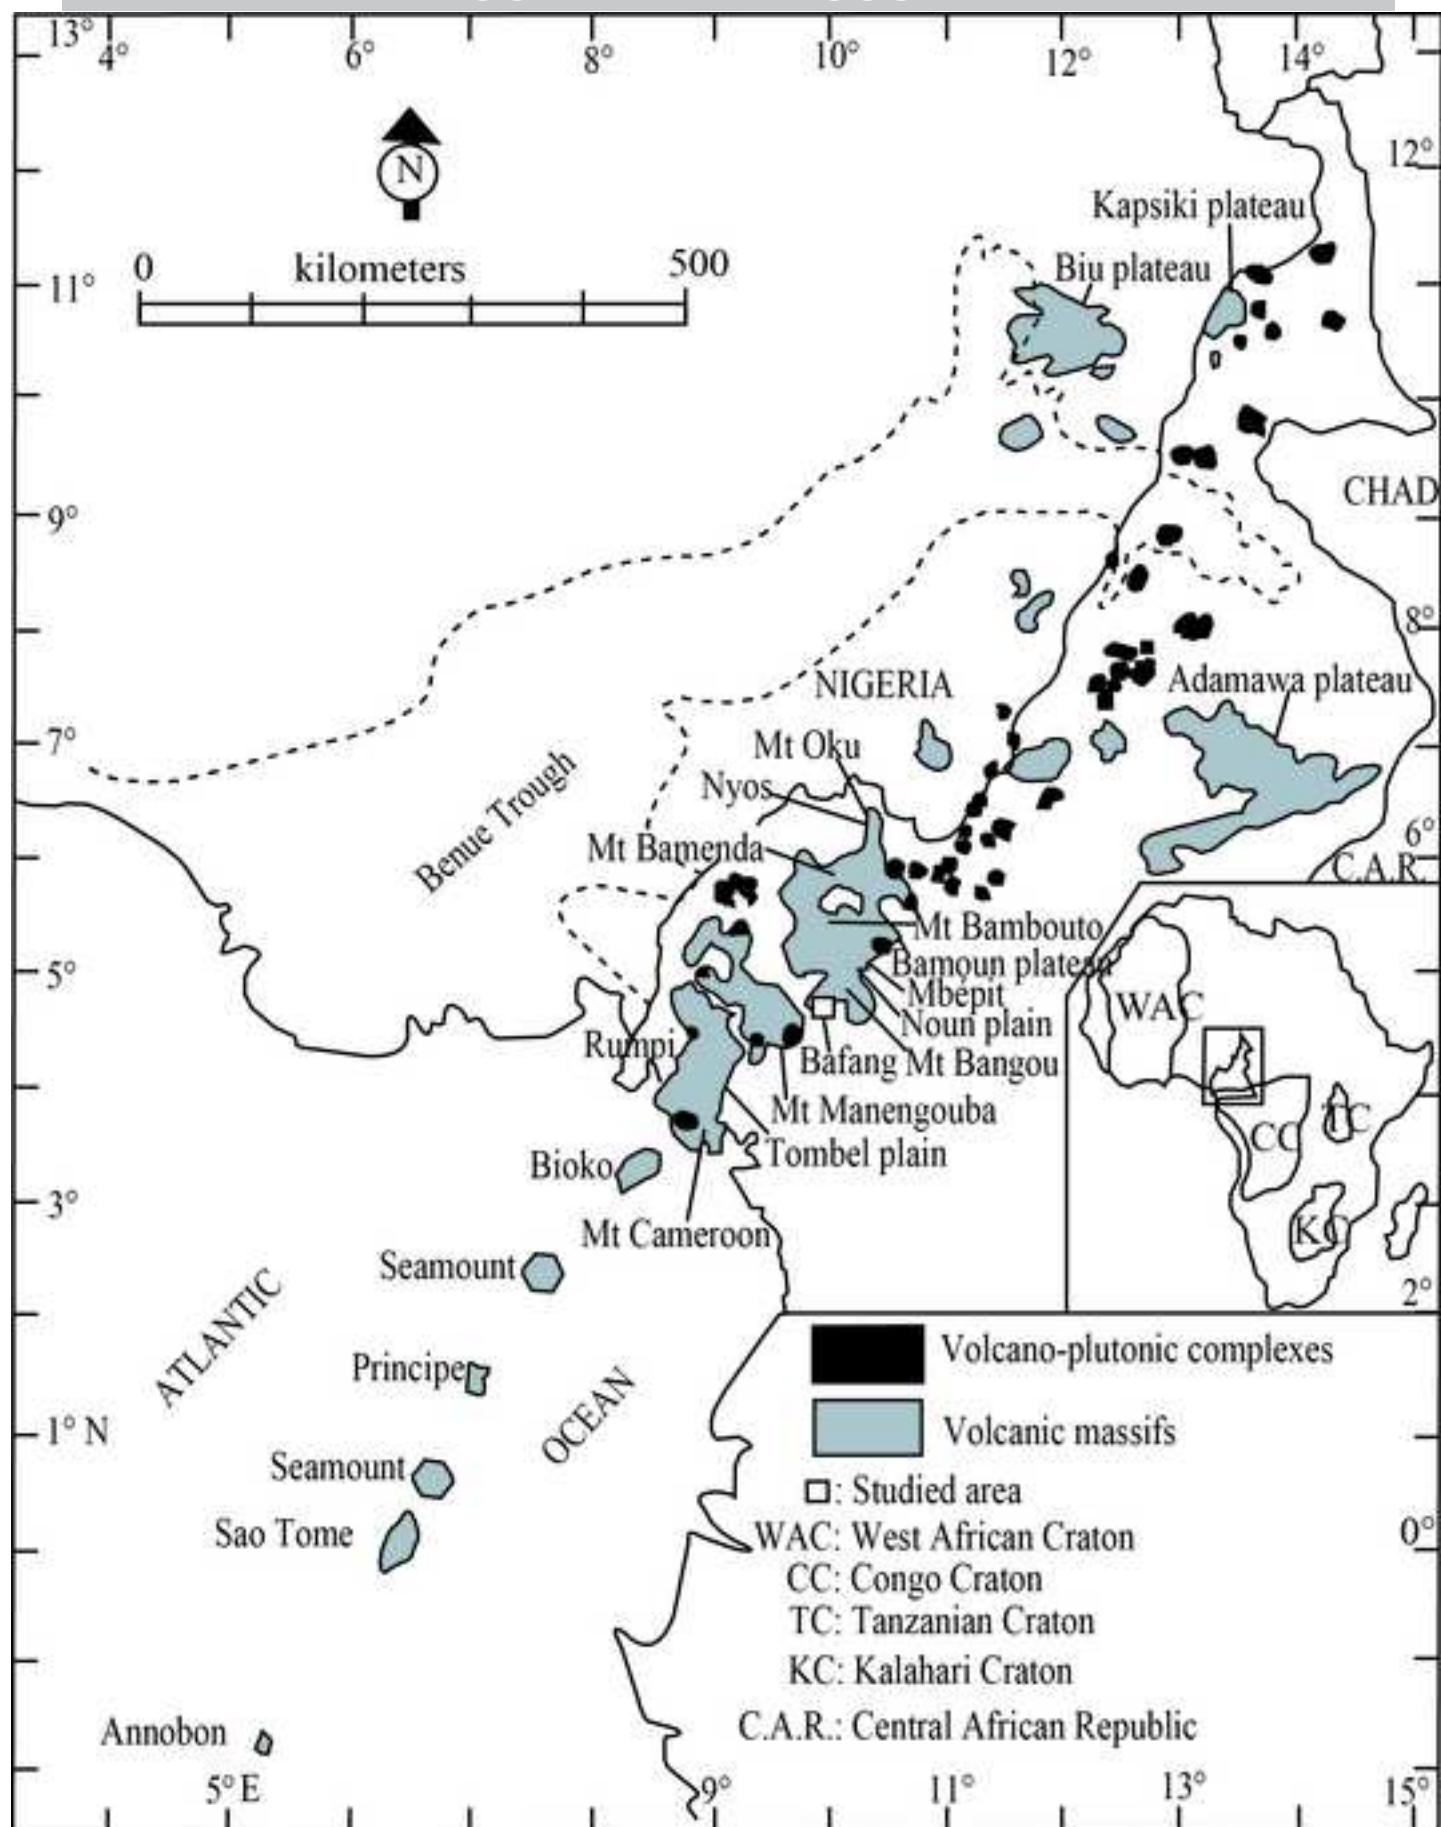 13°
4°
6°
8°
10°
12°
14°
12°
N
Kapsiki plateau
0 kilometers 500
Biu plateau
11°
CHAD
9°
8°
NIGERIA
Adamawa plateau
7°
Mt Oku
Nyos
Benue Trough
Mt Bamenda
6°
C.A.R.
Mt Bambouto
Bamoun plateau
5°
Mbepit
WAC
Noun plain
Rumpi
Bafang
Mt Bangou
Mt Manengouba
TC
CC
Tombel plain
Bioko
3°
Mt Cameroon
KC
Seamount
2°
ATLANTIC
Principe
OCEAN
Volcano-plutonic complexes
1° N
Volcanic massifs
Seamount
: Studied area
Sao Tome
0°
WAC: West African Craton
CC: Congo Craton
TC: Tanzanian Craton
KC: Kalahari Craton
Annobon
C.A.R.: Central African Republic
5° E
9°
11°
13°
15°